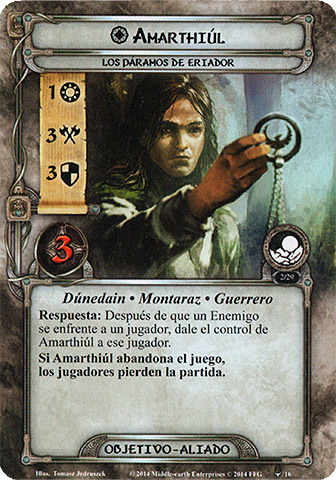 Amarthiúl
LOS PÁRAMOS DE ERIADOR
1
3
3
3
2/29
Dúnedain • Montaraz • Guerrero
Respuesta: Después de que un Enemigo
se enfrente a un jugador, dale el control de
Amarthiúl a ese jugador.
Si Amarthiúl abandona el juego,
los jugadores pierden la partida.
OBJETIVO-ALIADO
Illus. Tomasz Jedruszek
© 2014 Middle-earth Enterprises © 2014 FFG
16